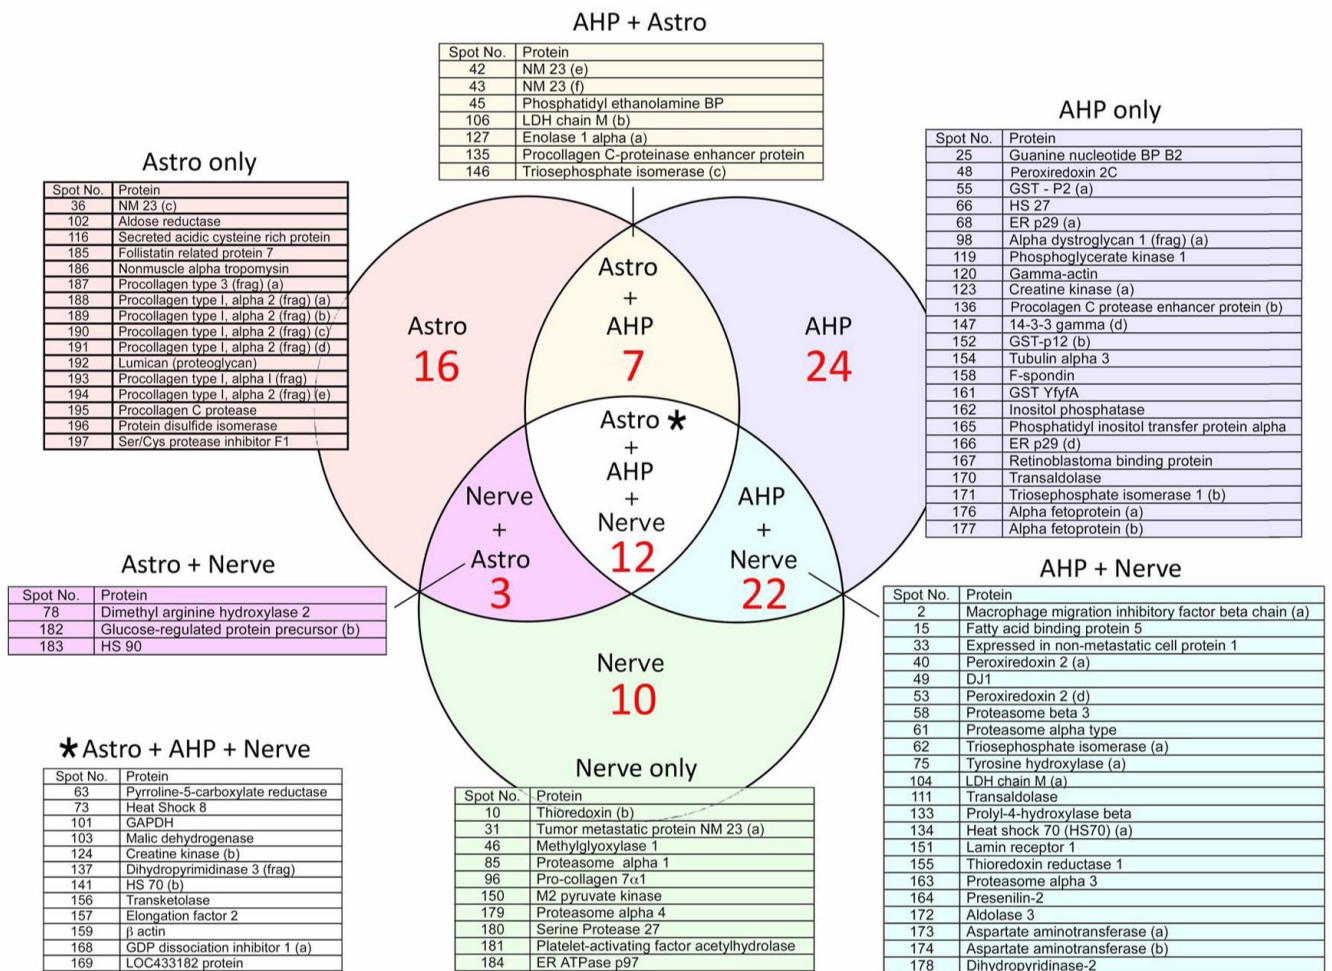 AHP + Astro
Spot No. Protein
42 NM 23 (e)
43 NM 23 (f)
45 Phosphatidyl ethanolamine BP
106 LDH chain M (b)
127 Enolase 1 alpha (a)
135 Procollagen C-proteinase enhancer protein
146 Triosephosphate isomerase (c)
AHP only
Spot No. Protein
25 Guanine nucleotide BP B2
48 Peroxiredoxin 2C
55 GST - P2 (a)
66 HS 27
68 ER p29 (a)
98 Alpha dystroglycan 1 (frag) (a)
119 Phosphoglycerate kinase 1
120 Gamma-actin
123 Creatine kinase (a)
136 Procolagen C protease enhancer protein (b)
147 14-3-3 gamma (d)
152 GST-p12 (b)
154 Tubulin alpha 3
158 F-spondin
161 GST YfyfA
162 Inositol phosphatase
165 Phosphatidyl inositol transfer protein alpha
166 ER p29 (d)
167 Retinoblastoma binding protein
170 Transaldolase
171 Triosephosphate isomerase 1 (b)
176 Alpha fetoprotein (a)
177 Alpha fetoprotein (b)
Astro only
Spot No. Protein
36 NM 23 (c)
102 Aldose reductase
116 Secreted acidic cysteine rich protein
185 Follistatin related protein 7
186 Nonmuscle alpha tropomysin
187 Procollagen type 3 (frag) (a)
188 Procollagen type I, alpha 2 (frag) (a)
189 Procollagen type I, alpha 2 (frag) (b)
190 Procollagen type I, alpha 2 (frag) (c)
191 Procollagen type I, alpha 2 (frag) (d)
192 Lumican (proteoglycan)
193 Procollagen type I, alpha I (frag)
194 Procollagen type I, alpha 2 (frag) (e)
195 Procollagen C protease
196 Protein disulfide isomerase
197 Ser/Cys protease inhibitor F1
Astro
16
Astro
+
AHP
7
AHP
24
Astro *
+
AHP
+
Nerve
12
Nerve
+
Astro
3
AHP
+
Nerve
22
Nerve
10
Astro + Nerve
Spot No. Protein
78 Dimethyl arginine hydroxylase 2
182 Glucose-regulated protein precursor (b)
183 HS 90
AHP + Nerve
Spot No. Protein
2 Macrophage migration inhibitory factor beta chain (a)
15 Fatty acid binding protein 5
33 Expressed in non-metastatic cell protein 1
40 Peroxiredoxin 2 (a)
49 DJ1
53 Peroxiredoxin 2 (d)
58 Proteasome beta 3
61 Proteasome alpha type
62 Triosephosphate isomerase (a)
75 Tyrosine hydroxylase (a)
104 LDH chain M (a)
111 Transaldolase
133 Prolyl-4-hydroxylase beta
134 Heat shock 70 (HS70) (a)
151 Lamin receptor 1
155 Thioredoxin reductase 1
163 Proteasome alpha 3
164 Presenilin-2
172 Aldolase 3
173 Aspartate aminotransferase (a)
174 Aspartate aminotransferase (b)
178 Dihydropyridinase-2
* Astro + AHP + Nerve
Spot No. Protein
63 Pyrroline-5-carboxylate reductase
73 Heat Shock 8
101 GAPDH
103 Malic dehydrogenase
124 Creatine kinase (b)
137 Dihydropyrimidinase 3 (frag)
141 HS 70 (b)
156 Transketolase
157 Elongation factor 2
159 β actin
168 GDP dissociation inhibitor 1 (a)
169 LOC433182 protein
Nerve only
Spot No. Protein
10 Thioredoxin (b)
31 Tumor metastatic protein NM 23 (a)
46 Methylglyoxylase 1
85 Proteasome alpha 1
96 Pro-collagen 7α1
150 M2 pyruvate kinase
179 Proteasome alpha 4
180 Serine Protease 27
181 Platelet-activating factor acetylhydrolase
184 ER ATPase p97